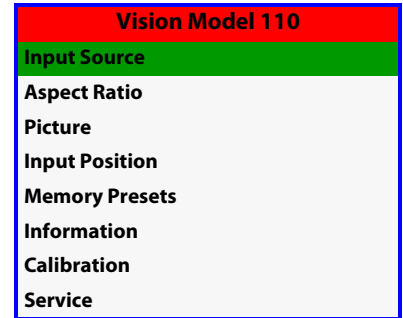 Vision Model 110
Input Source
Aspect Ratio
Picture
Input Position
Memory Presets
Information
Calibration
Service